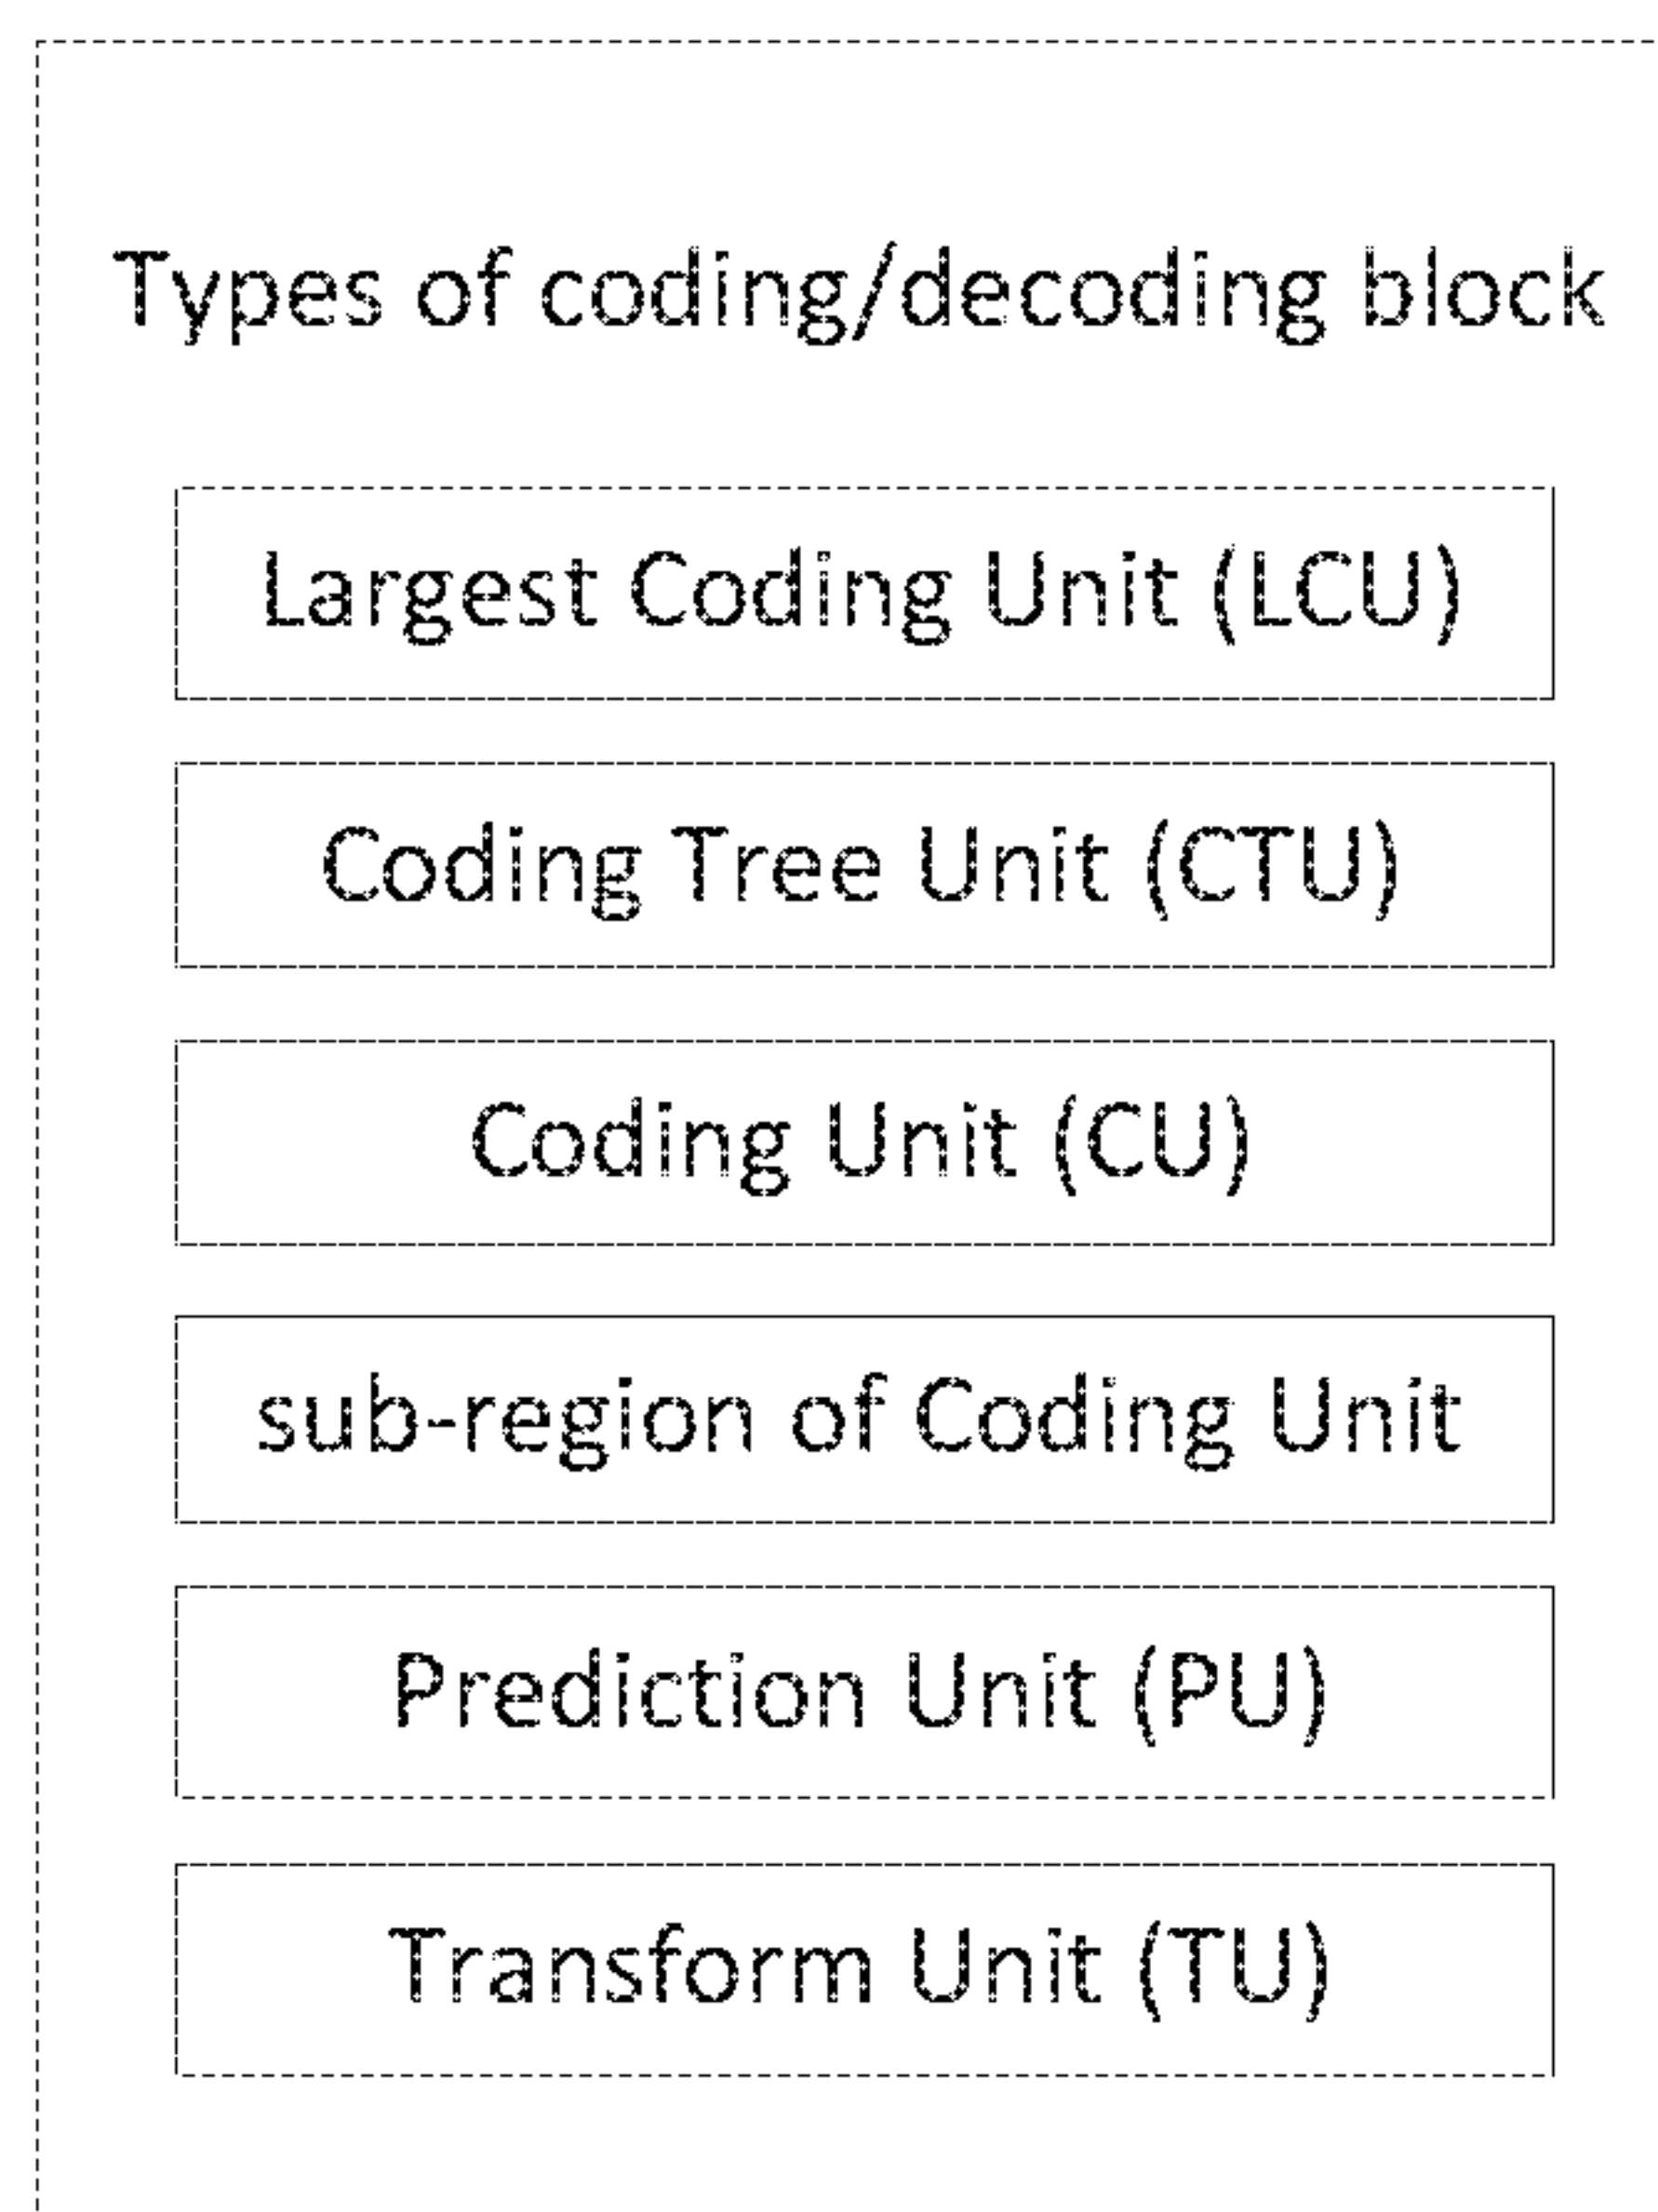 Types of coding/decoding block
Largest Coding Unit (LCU)
Coding Tree Unit (CTU)
Coding Unit (CU)
sub-region of Coding Unit
Prediction Unit (PU)
Transform Unit (TU)